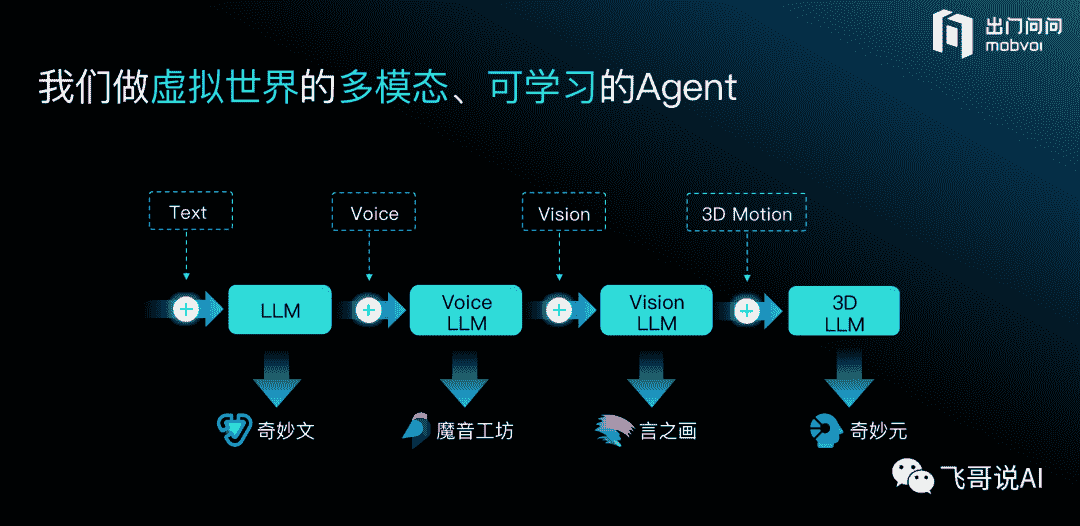 出门问问
mobvoi
我们做虚拟世界的多模态、可学习的Agent
Text
Voice
Vision
3D Motion
LLM
Voice
LLM
Vision
LLM
3D
LLM
奇妙文
魔音工坊
言之画
奇妙元
飞哥说AI